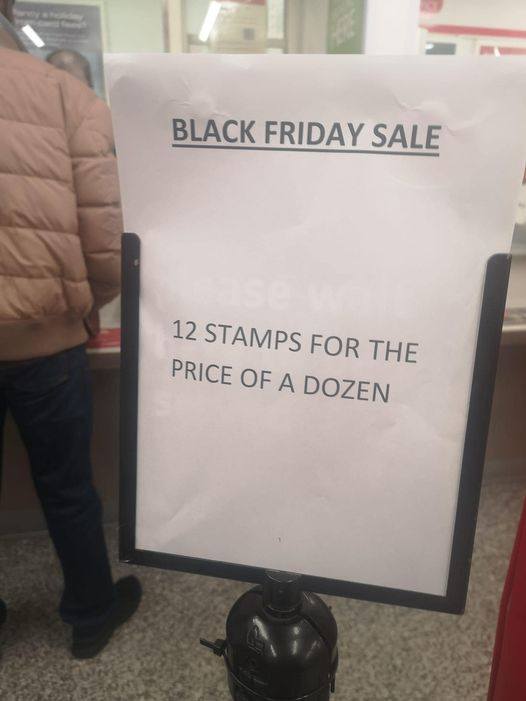 BLACK FRIDAY SALE
12 STAMPS FOR THE
PRICE OF A DOZEN